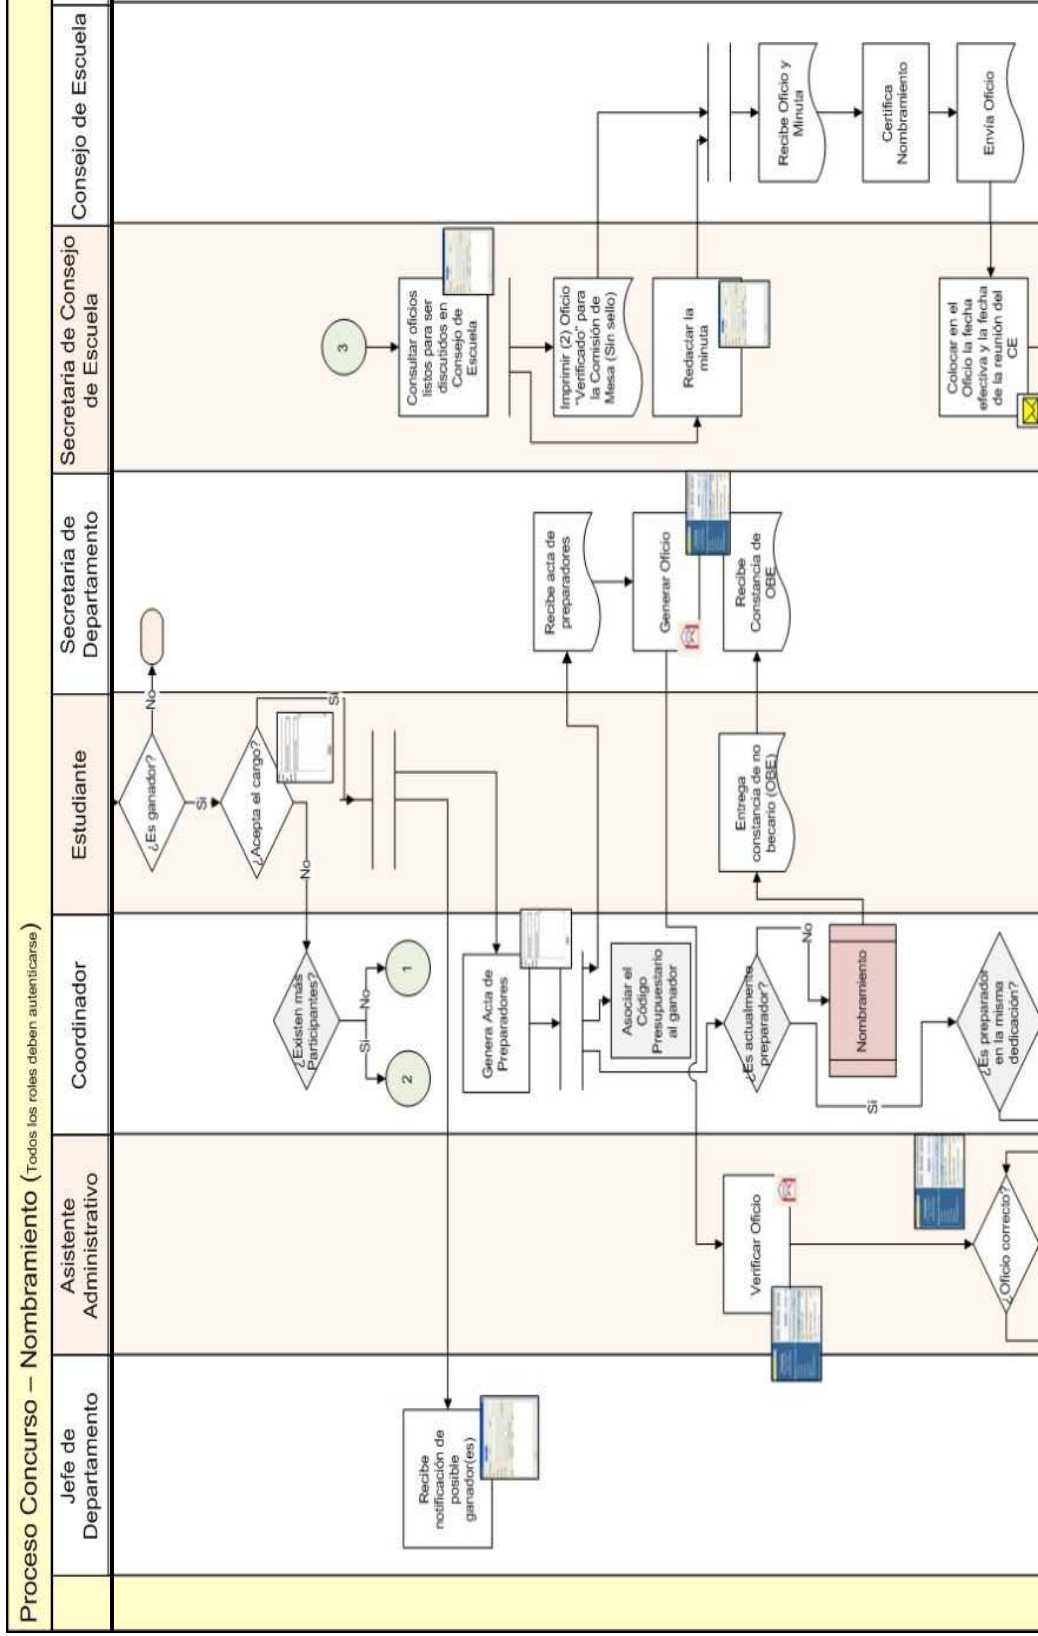 Proceso Concurso – Nombramiento (Todos los roles deben autenticarse)
Jefe de
Departamento
Asistente
Administrativo
Coordinador
Estudiante
Secretaria de
Departamento
Secretaria de Consejo
de Escuela
Consejo de Escuela
¿Es ganador?
No
Si
¿Acepta el cargo?
Si
No
¿Existen más
Participantes?
No
Si
1
2
3
Recibe
notificación de
posible
ganador(es)
Genera Acta de
Preparadores
Recibe acta de
preparadores
Generar Oficio
Asociar el
Código
Presupuestario
al ganador
¿Es actualmente
preparador?
No
Si
Nombramiento
Entrega
constancia de no
becario (OBE)
Recibe
Constancia de
OBE
¿Es preparador
en la misma
dedicación?
Verificar Oficio
¿Oficio correcto?
Consultar oficios
listos para ser
discutidos en
Consejo de
Escuela
Imprimir (2) Oficio
"Verificado" para
la Comisión de
Mesa (Sin sello)
Redactar la
minuta
Recibe Oficio y
Minuta
Certifica
Nombramiento
Envía Oficio
Colocar en el
Oficio la fecha
efectiva y la fecha
de la reunión del
CE